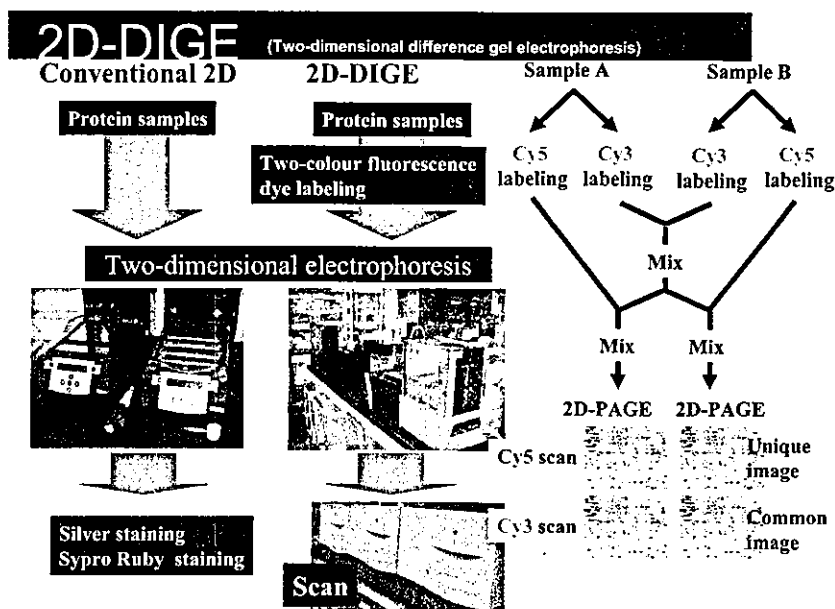 2D-DIGE (Two-dimensional difference gel electrophoresis)
Conventional 2D
Protein samples
2D-DIGE
Protein samples
Two-colour fluorescence
dye labeling
Two-dimensional electrophoresis
Silver staining
Sypro Ruby staining
Scan
Sample A
Sample B
Cy5
labeling
Cy3
labeling
Cy3
labeling
Cy5
labeling
Mix
Mix
Mix
2D-PAGE
2D-PAGE
Cy5 scan
Unique
image
Cy3 scan
Common
image